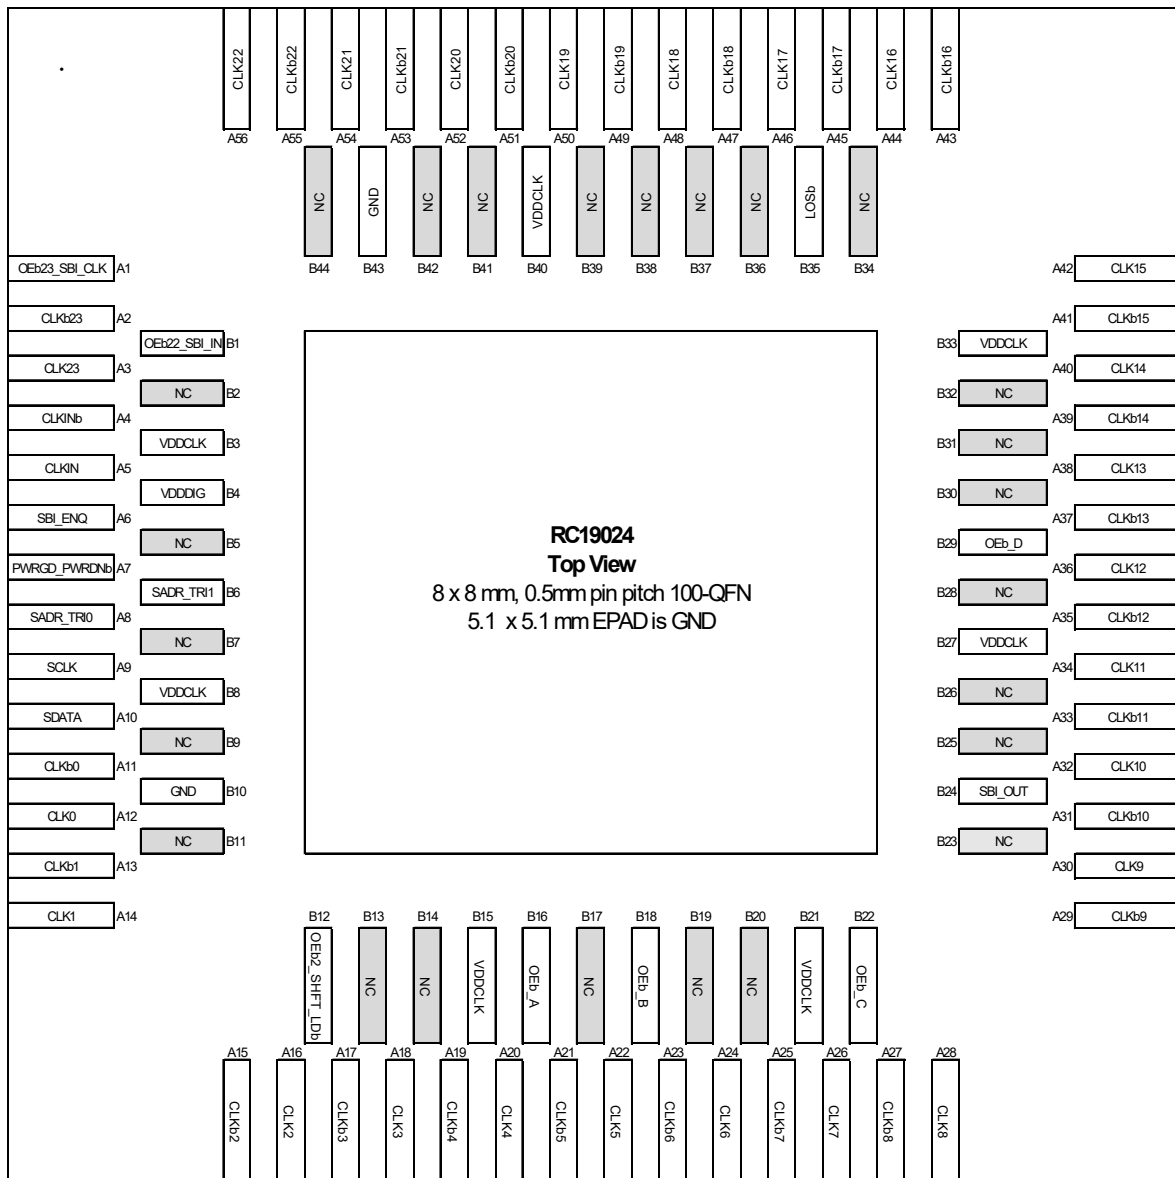 CLK22 CLKb22 CLK21 CLKb21 CLK20 CLKb20 CLK19 CLKb19 CLK18 CLKb18 CLK17 CLKb17 CLK16 CLKb16
A56 A55 A54 A53 A52 A51 A50 A49 A48 A47 A46 A45 A44 A43
NC GND NC NC VDDCLK NC NC NC NC LOSb NC
B44 B43 B42 B41 B40 B39 B38 B37 B36 B35 B34
OEb23_SBI_CLK A1
A42 CLK15
CLKb23 A2
A41 CLKb15
OEb22_SBI_IN B1
B33 VDDCLK
CLK23 A3
A40 CLK14
NC B2
B32 NC
CLKINb A4
A39 CLKb14
VDDCLK B3
B31 NC
CLKIN A5
A38 CLK13
VDDDIG B4
B30 NC
SBI_ENQ A6
A37 CLKb13
NC B5
B29 OEb_D
PWRGD_PWRDNb A7
A36 CLK12
SADR_TRI1 B6
B28 NC
SADR_TRI0 A8
A35 CLKb12
NC B7
B27 VDDCLK
SCLK A9
A34 CLK11
VDDCLK B8
B26 NC
SDATA A10
A33 CLKb11
NC B9
B25 NC
CLKb0 A11
A32 CLK10
GND B10
B24 SBI_OUT
CLK0 A12
A31 CLKb10
NC B11
B23 NC
CLKb1 A13
A30 CLK9
CLK1 A14
A29 CLKb9
RC19024
Top View
8 x 8 mm, 0.5mm pin pitch 100-QFN
5.1 x 5.1 mm EPAD is GND
B12 B13 B14 B15 B16 B17 B18 B19 B20 B21 B22
OEb2_SHFT_LDb NC NC VDDCLK OEb_A NC OEb_B NC NC VDDCLK OEb_C
A15 A16 A17 A18 A19 A20 A21 A22 A23 A24 A25 A26 A27 A28
CLKb2 CLK2 CLKb3 CLK3 CLKb4 CLK4 CLKb5 CLK5 CLKb6 CLK6 CLKb7 CLK7 CLKb8 CLK8